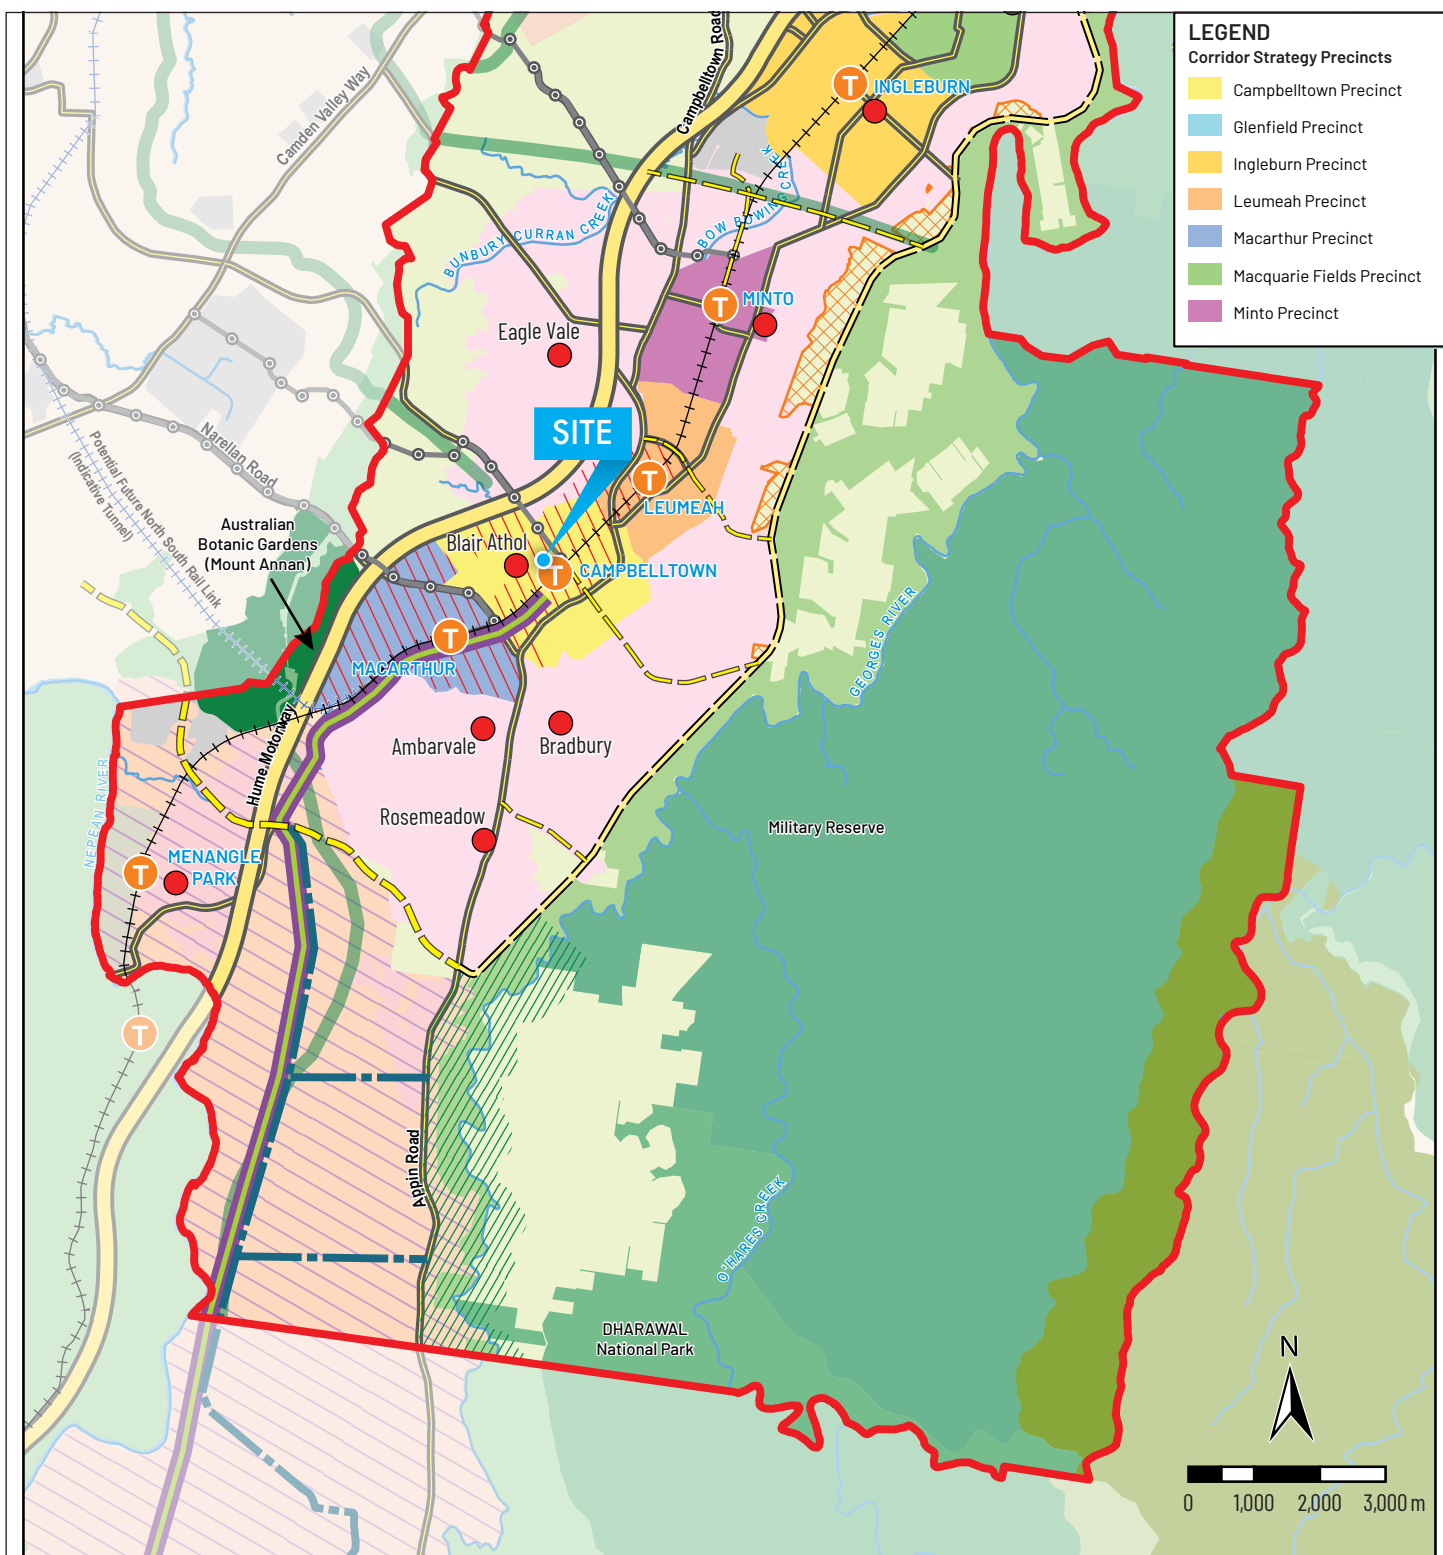 LEGEND
Corridor Strategy Precincts
Campbelltown Precinct
Glenfield Precinct
Ingleburn Precinct
Leumeah Precinct
Macarthur Precinct
Macquarie Fields Precinct
Minto Precinct
Camden Valley Way
Campbelltown Road
T
INGLEBURN
BUNBURY CURRAN CREEK
BOW BOWING CREEK
T
MINTO
Eagle Vale
SITE
Narellan Road
Potential Future North South Rail Link
(Indicative Tunnel)
T
LEUMEAH
Australian
Botanic Gardens
(Mount Annan)
Blair Athol
T
CAMPBELLTOWN
T
MACARTHUR
GEORGES RIVER
Hume Motorway
Ambarvale
Bradbury
NEPEAN RIVER
Rosemeadow
Military Reserve
T
MENANGLE
PARK
T
Appin Road
O'HARES CREEK
DHARAWAL
National Park
N
0
1,000
2,000
3,000 m